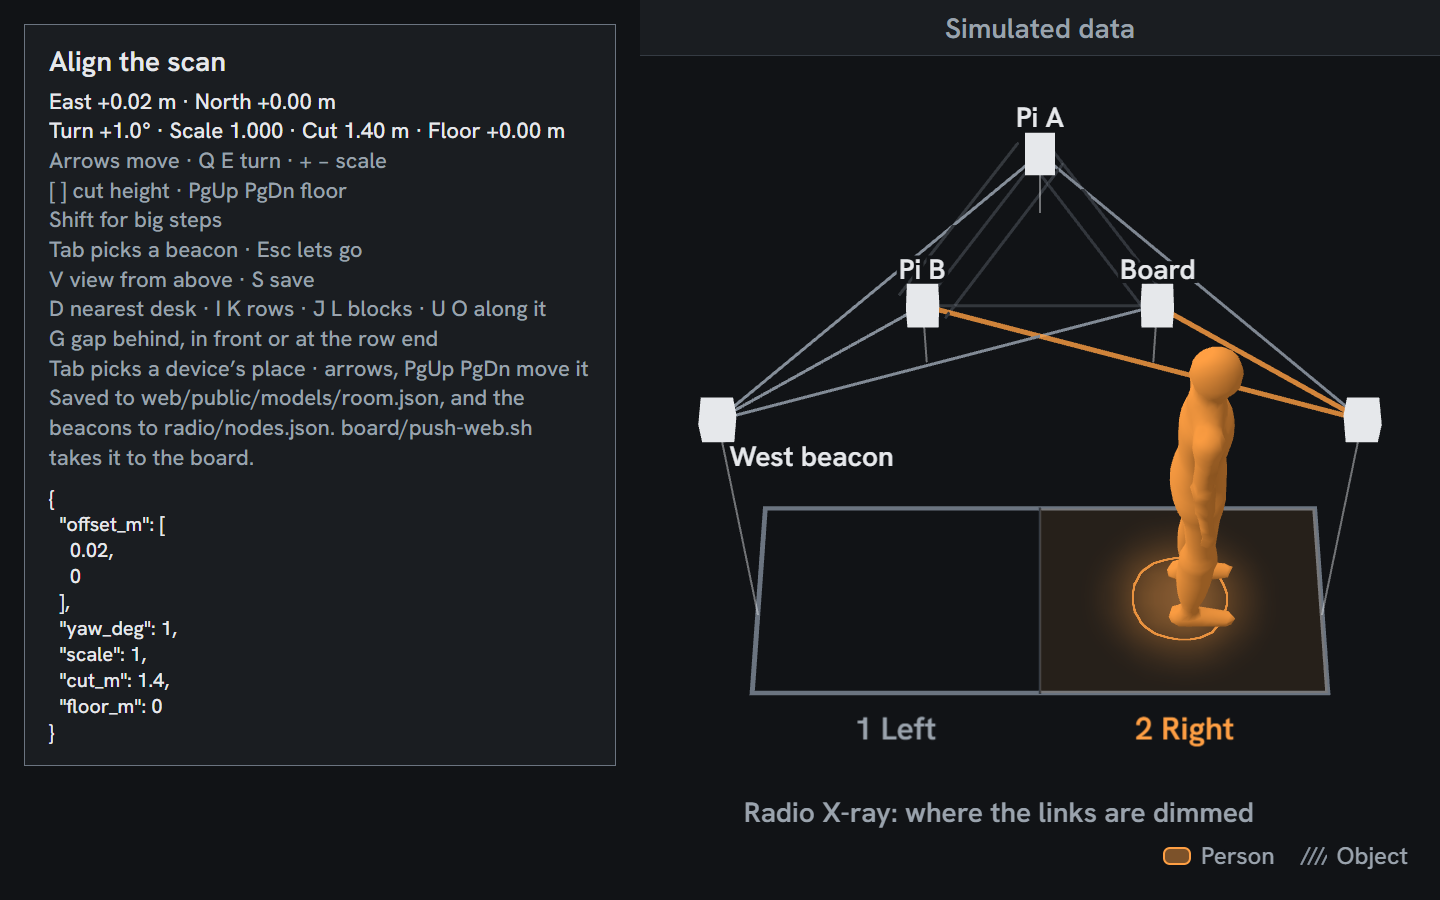 Align the scan
East +0.02 m · North +0.00 m
Turn +1.0° · Scale 1.000 · Cut 1.40 m · Floor +0.00 m
Arrows move · Q E turn · + − scale
[ ] cut height · PgUp PgDn floor
Shift for big steps
Tab picks a beacon · Esc lets go
V view from above · S save
D nearest desk · I K rows · J L blocks · U O along it
G gap behind, in front or at the row end
Tab picks a device’s place · arrows, PgUp PgDn move it
Saved to web/public/models/room.json, and the
beacons to radio/nodes.json. board/push-web.sh
takes it to the board.
{
"offset_m": [
0.02,
0
],
"yaw_deg": 1,
"scale": 1,
"cut_m": 1.4,
"floor_m": 0
}
Simulated data
Pi A
Pi B
Board
West beacon
1 Left
2 Right
Radio X-ray: where the links are dimmed
Person
Object